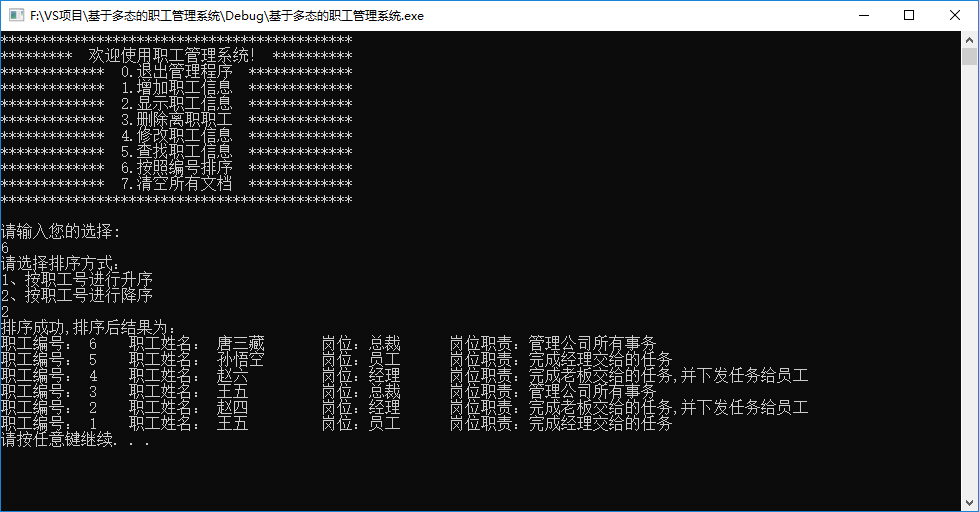 F:\VS项目\基于多态的职工管理系统\Debug\基于多态的职工管理系统.exe
********************************************
*********  欢迎使用职工管理系统!  **********
*************  0.退出管理程序  *************
*************  1.增加职工信息  *************
*************  2.显示职工信息  *************
*************  3.删除离职职工  *************
*************  4.修改职工信息  *************
*************  5.查找职工信息  *************
*************  6.按照编号排序  *************
*************  7.清空所有文档  *************
********************************************
请输入您的选择:
6
请选择排序方式:
1、按职工号进行升序
2、按职工号进行降序
2
排序成功,排序后结果为:
职工编号: 6    职工姓名: 唐三藏    岗位: 总裁    岗位职责: 管理公司所有事务
职工编号: 5    职工姓名: 孙悟空    岗位: 员工    岗位职责: 完成经理交给的任务
职工编号: 4    职工姓名: 赵六    岗位: 经理    岗位职责: 完成老板交给的任务,并下发任务给员工
职工编号: 3    职工姓名: 王五    岗位: 总裁    岗位职责: 管理公司所有事务
职工编号: 2    职工姓名: 赵四    岗位: 经理    岗位职责: 完成老板交给的任务,并下发任务给员工
职工编号: 1    职工姓名: 王五    岗位: 员工    岗位职责: 完成经理交给的任务
请按任意键继续. . .